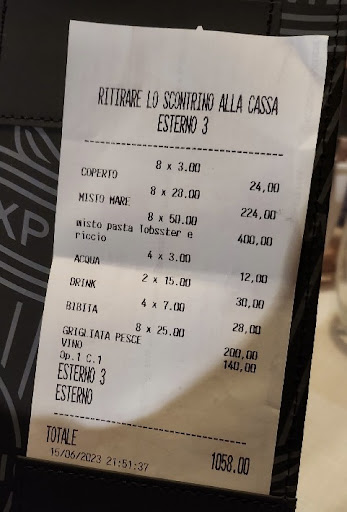 RITIRARE LO SCONTRINO ALLA CASSA
ESTERNO 3
8 x 3.00
COPERTO 24,00
8 x 28.00
MISTO MARE 224,00
8 x 50.00
misto pasta lobsster e
riccio 400,00
4 x 3.00
ACQUA 12,00
2 x 15.00
DRINK 30,00
4 x 7.00
BIBITA 28,00
8 x 25.00
GRIGLIATA PESCE 200,00
VINO 140,00
Op.1 C.1
ESTERNO 3
ESTERNO
TOTALE 1058.00
15/06/2023 21:51:37
XP